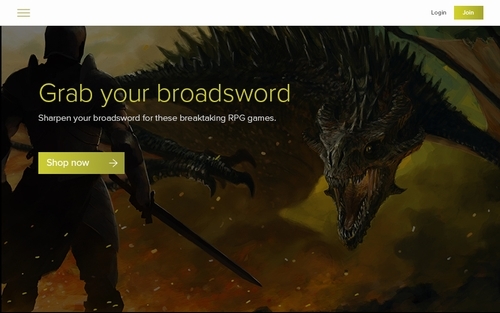 Login
Join
Grab your broadsword
Sharpen your broadsword for these breaktaking RPG games.
Shop now